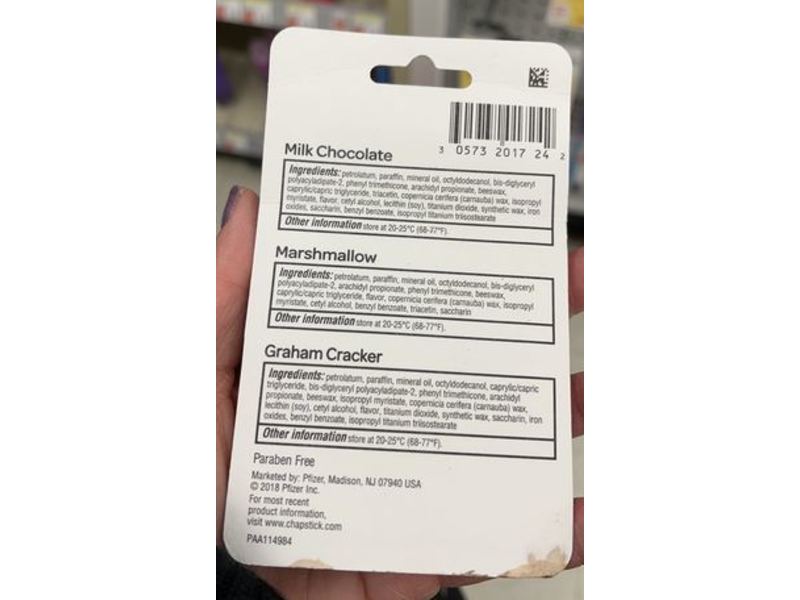 3 0573 2017 24 2
8
Milk Chocolate
Ingredients: petrolatum, paraffin, mineral oil, octyldodecanol, bis-diglyceryl
polyacyladipate-2, phenyl trimethicone, arachidyl propionate, beeswax,
caprylic/capric triglyceride, triacetin, copernicia cerifera (carnauba) wax, isopropyl
myristate, flavor, cetyl alcohol, lecithin (soy), titanium dioxide, synthetic wax, iron
oxides, saccharin, benzyl benzoate, isopropyl titanium triisostearate
Other information store at 20-25°C (68-77°F).
Marshmallow
Ingredients: petrolatum, paraffin, mineral oil, octyldodecanol, bis-diglyceryl
polyacyladipate-2, arachidyl propionate, phenyl trimethicone, beeswax,
caprylic/capric triglyceride, flavor, copernicia cerifera (carnauba) wax, isopropyl
myristate, cetyl alcohol, benzyl benzoate, triacetin, saccharin
Other information store at 20-25°C (68-77°F).
Graham Cracker
Ingredients: petrolatum, paraffin, mineral oil, octyldodecanol, caprylic/capric
triglyceride, bis-diglyceryl polyacyladipate-2, phenyl trimethicone, arachidyl
propionate, beeswax, isopropyl myristate, copernicia cerifera (carnauba) wax,
lecithin (soy), cetyl alcohol, flavor, titanium dioxide, synthetic wax, saccharin, iron
oxides, benzyl benzoate, isopropyl titanium triisostearate
Other information store at 20-25°C (68-77°F).
Paraben Free
Marketed by: Pfizer, Madison, NJ 07940 USA
© 2018 Pfizer Inc.
For most recent
product information,
visit www.chapstick.com
PAA114984